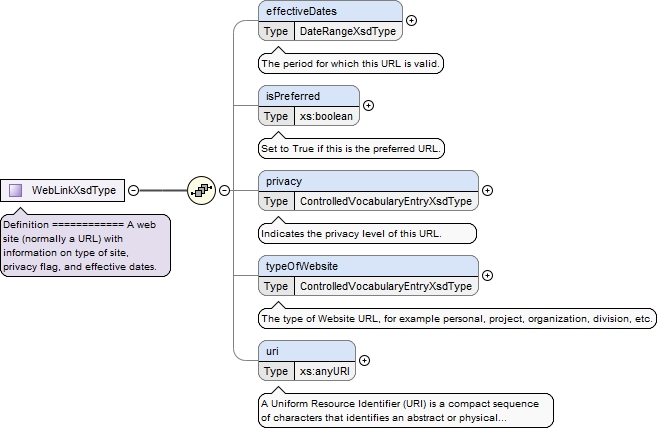 effectiveDates
Type DateRangeXsdType
The period for which this URL is valid.
isPreferred
Type xs:boolean
Set to True if this is the preferred URL.
WebLinkXsdType
Definition ============ A web
site (normally a URL) with
information on type of site,
privacy flag, and effective dates.
privacy
Type ControlledVocabularyEntryXsdType
Indicates the privacy level of this URL.
typeOfWebsite
Type ControlledVocabularyEntryXsdType
The type of Website URL, for example personal, project, organization, division, etc.
uri
Type xs:anyURI
A Uniform Resource Identifier (URI) is a compact sequence
of characters that identifies an abstract or physical...